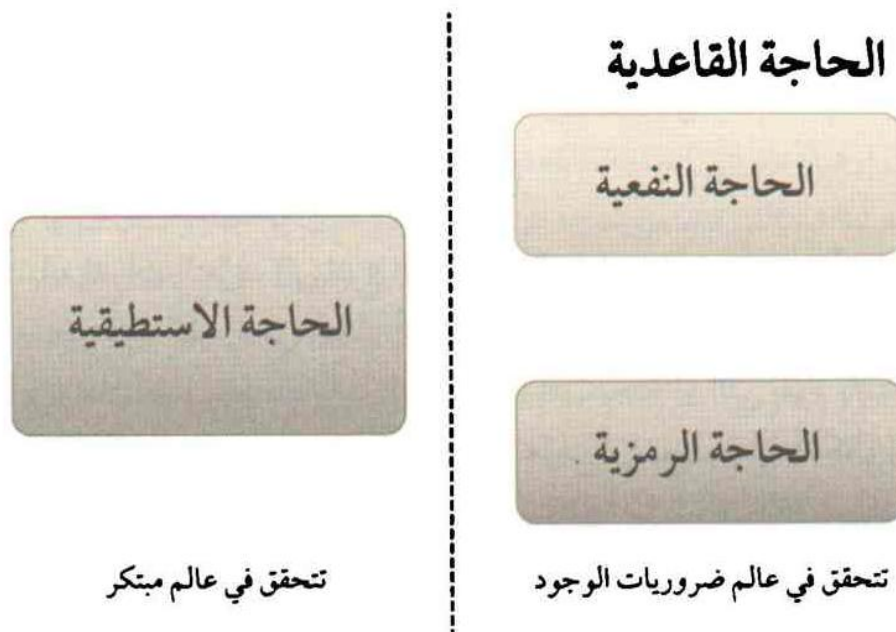 الحاجة القاعدية
الحاجة النفعية
الحاجة الرمزية
تتحقق في عالم ضروريات الوجود
الحاجة الاستطيقية
تتحقق في عالم مبتكر